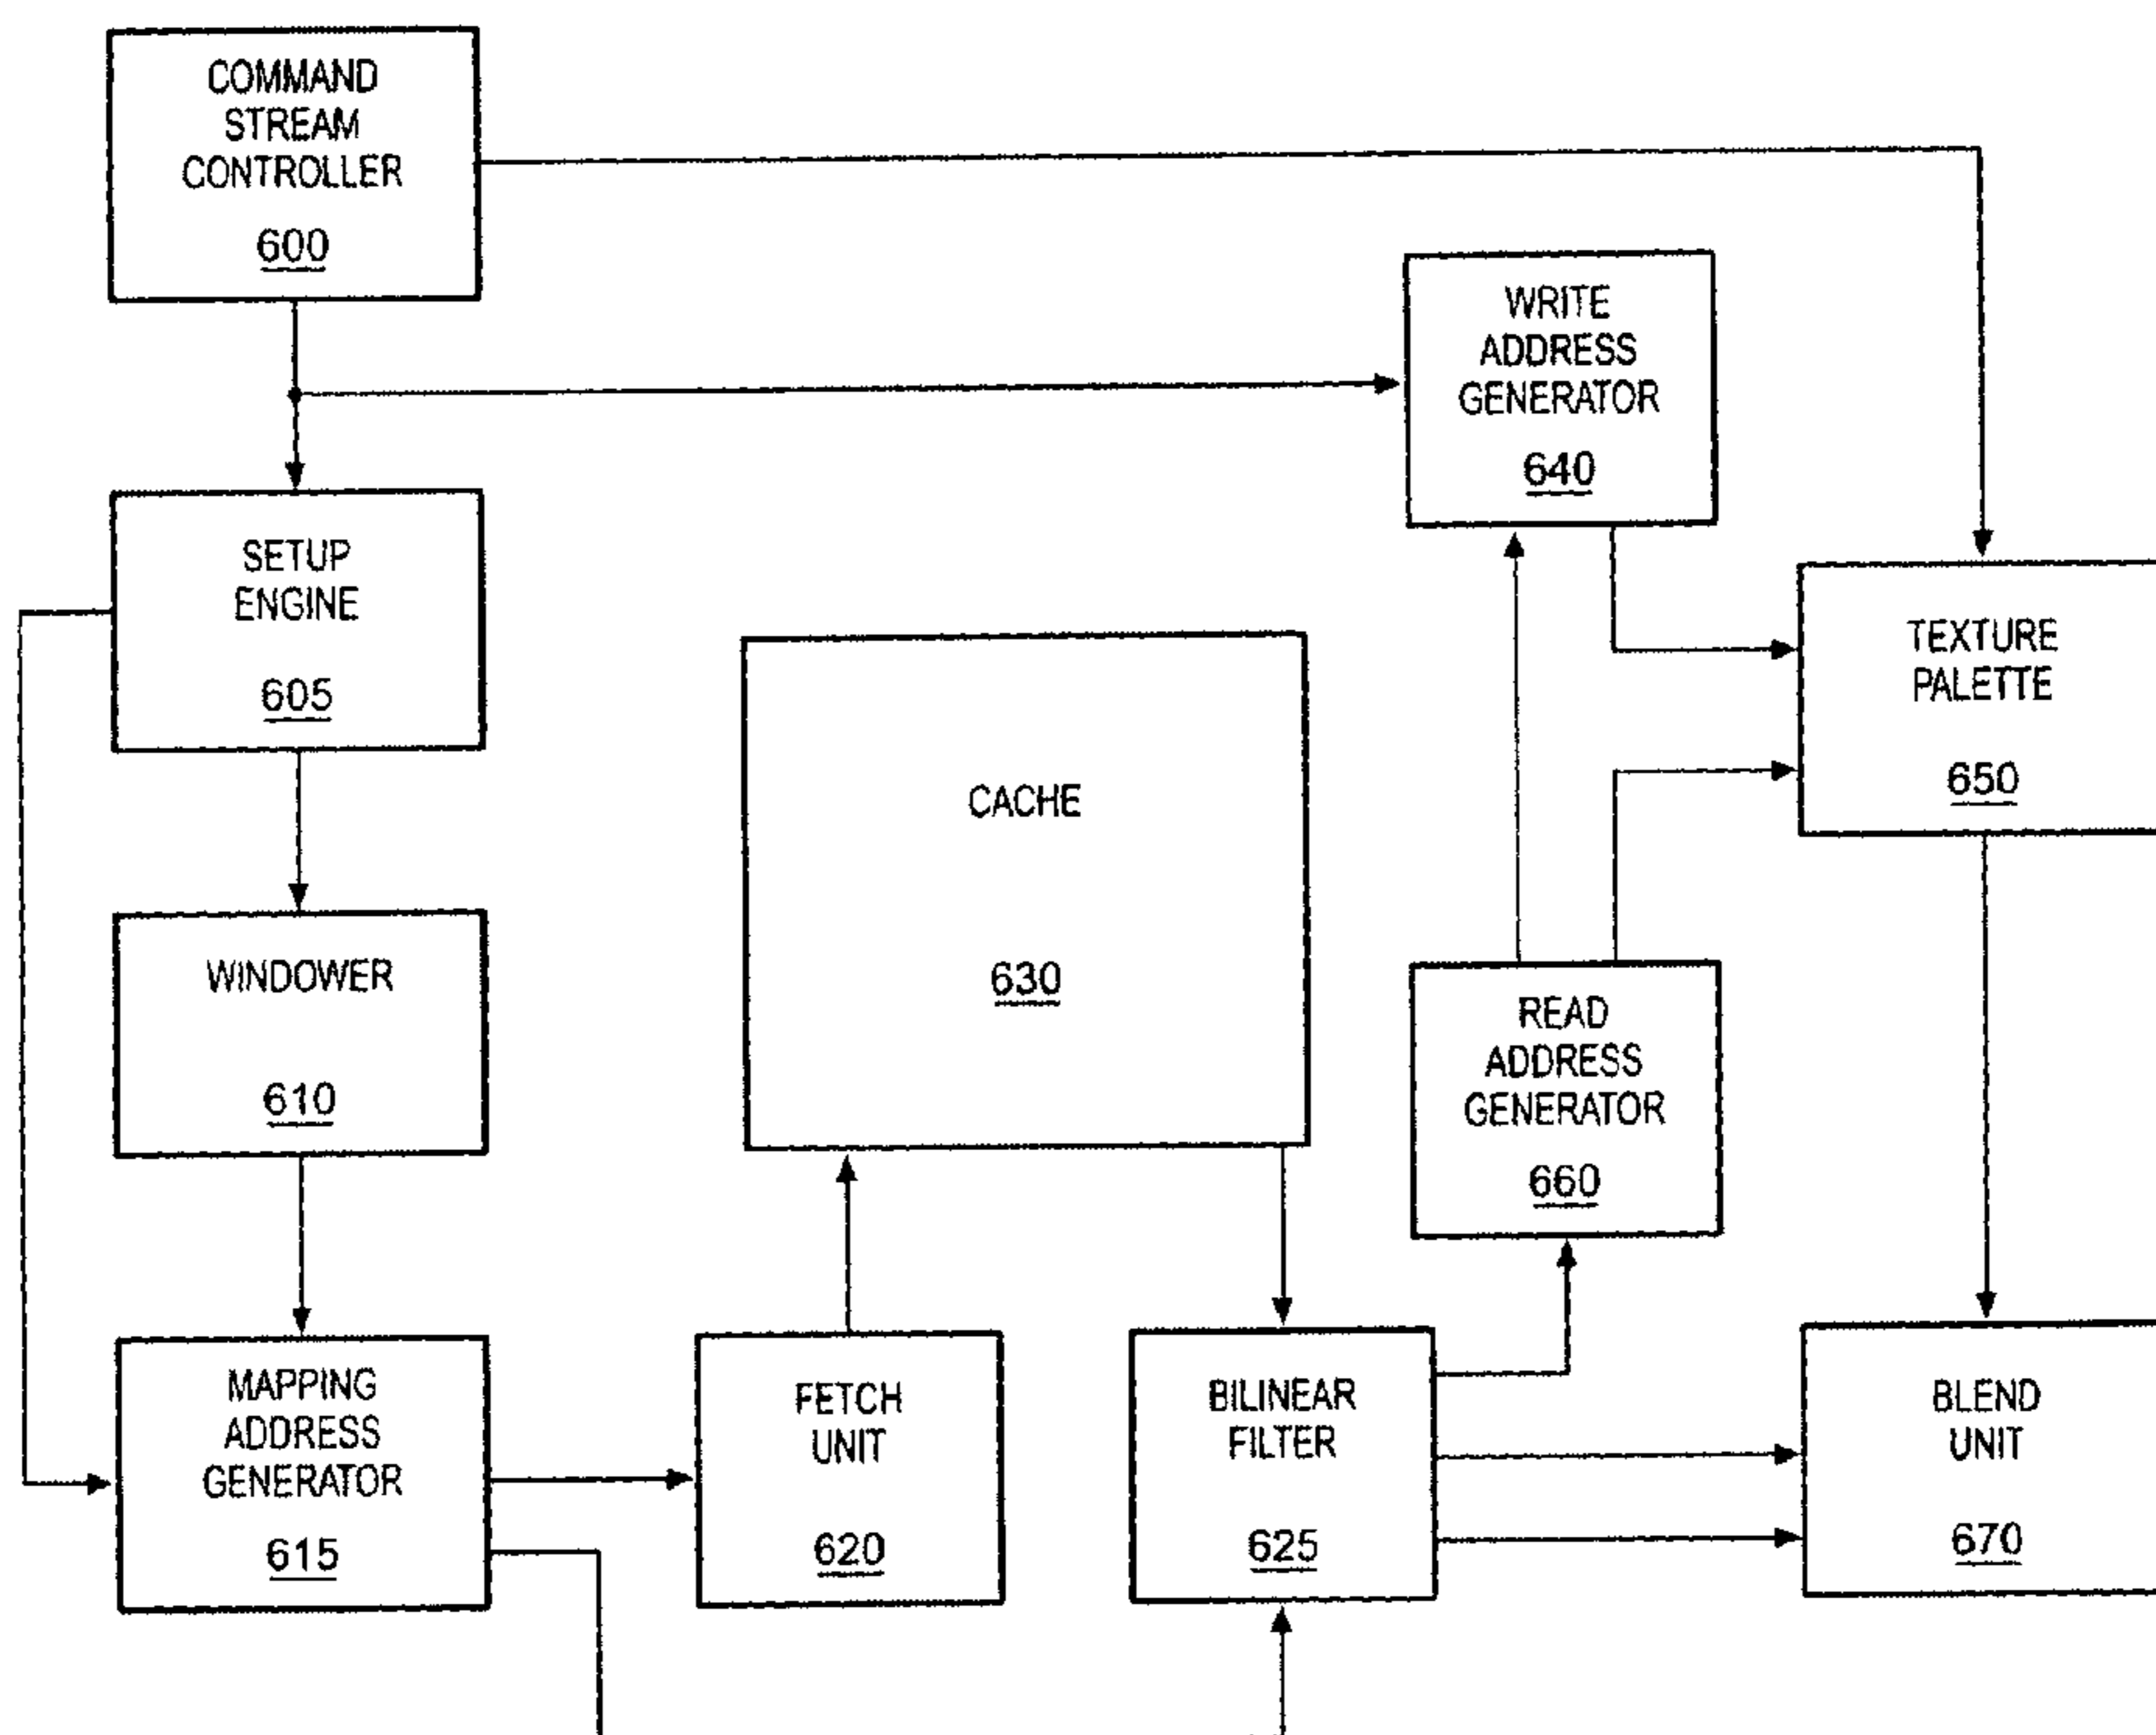 COMMAND
STREAM
CONTROLLER
600
WRITE
ADDRESS
GENERATOR
640
SETUP
ENGINE
605
TEXTURE
PALETTE
650
CACHE
630
WINDOWER
610
READ
ADDRESS
GENERATOR
660
MAPPING
ADDRESS
GENERATOR
615
FETCH
UNIT
620
BILINEAR
FILTER
625
BLEND
UNIT
670